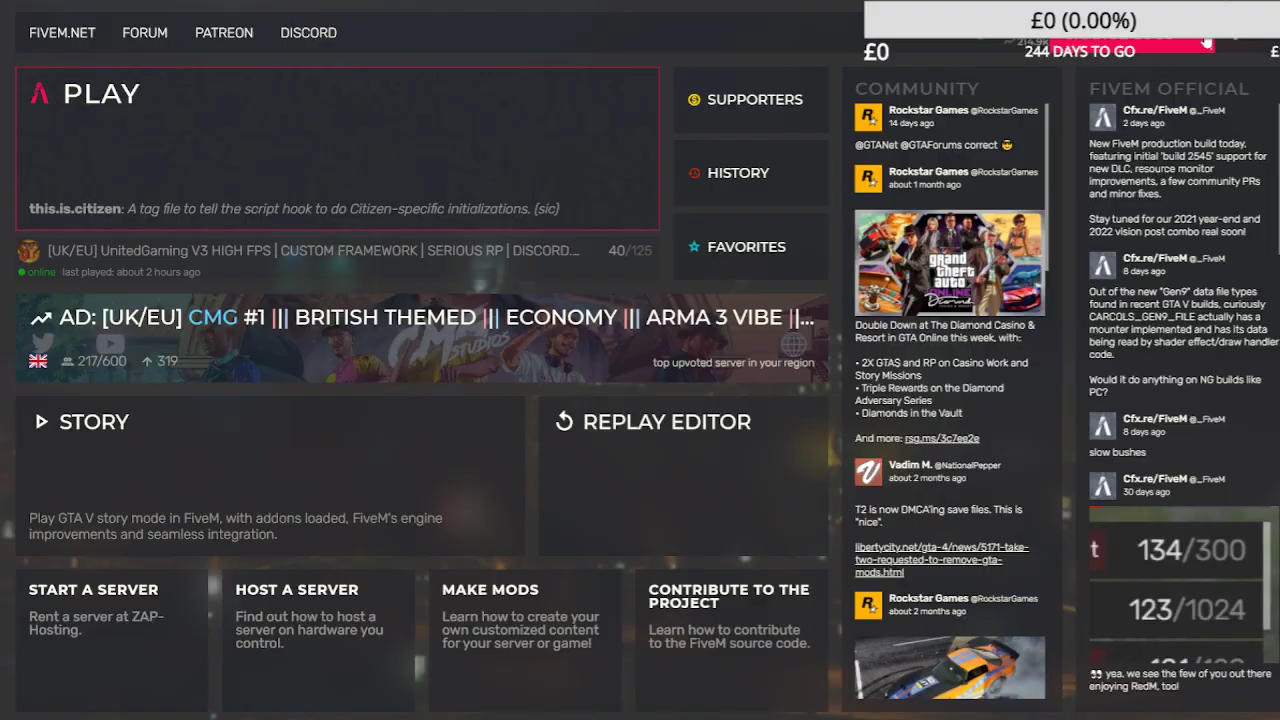 FIVEM.NET
FORUM
PATREON
DISCORD
£0 (0.00%)
£0
244 DAYS TO GO
£
PLAY
this.is.citizen: A tag file to tell the script hook to do Citizen-specific initializations. {sic}
[UK/EU] UnitedGaming V3 HIGH FPS | CUSTOM FRAMEWORK | SERIOUS RP | DISCORD...
40/125
online last played: about 2 hours ago
SUPPORTERS
HISTORY
FAVORITES
AD: [UK/EU] CMG #1 ||| BRITISH THEMED ||| ECONOMY ||| ARMA 3 VIBE ||...
CM STUDIOS
217/600
319
top upvoted server in your region
STORY
Play GTA V story mode in FiveM, with addons loaded, FiveM's engine
improvements and seamless integration.
REPLAY EDITOR
START A SERVER
Rent a server at ZAP-
Hosting.
HOST A SERVER
Find out how to host a
server on hardware you
control.
MAKE MODS
Learn how to create your
own customized content
for your server or game!
CONTRIBUTE TO THE
PROJECT
Learn how to contribute
to the FiveM source code.
COMMUNITY
Rockstar Games @RockstarGames
14 days ago
@GTANet @GTAForums correct 😎
Rockstar Games @RockstarGames
about 1 month ago
grand
theft
auto
ONLINE
Diamond
Double Down at The Diamond Casino &
Resort in GTA Online this week, with:
• 2X GTA$ and RP on Casino Work and
Story Missions
• Triple Rewards on the Diamond
Adversary Series
• Diamonds in the Vault
And more: rsg.ms/3c7ee2e
Vadim M. @NationalPepper
about 2 months ago
T2 is now DMCA'ing save files. This is
"nice".
libertycity.net/gta-4/news/5171-take-
two-requested-to-remove-gta-
mods.html
Rockstar Games @RockstarGames
about 2 months ago
FIVEM OFFICIAL
Cfx.re/FiveM @_FiveM
2 days ago
New FiveM production build today,
featuring initial 'build 2545' support for
new DLC, resource monitor
improvements, a few community PRs
and minor fixes.
Stay tuned for our 2021 year-end and
2022 vision post combo real soon!
Cfx.re/FiveM @_FiveM
8 days ago
Out of the new "Gen9" data file types
found in recent GTA V builds, curiously
CARCOLS_GEN9_FILE actually has a
mounter implemented and has its data
being read by shader effect/draw handler
code.
Would it do anything on NG builds like
PC?
Cfx.re/FiveM @_FiveM
8 days ago
slow bushes
Cfx.re/FiveM @_FiveM
30 days ago
t
134/300
123/1024
yea, we see the few of you out there
enjoying RedM, too!